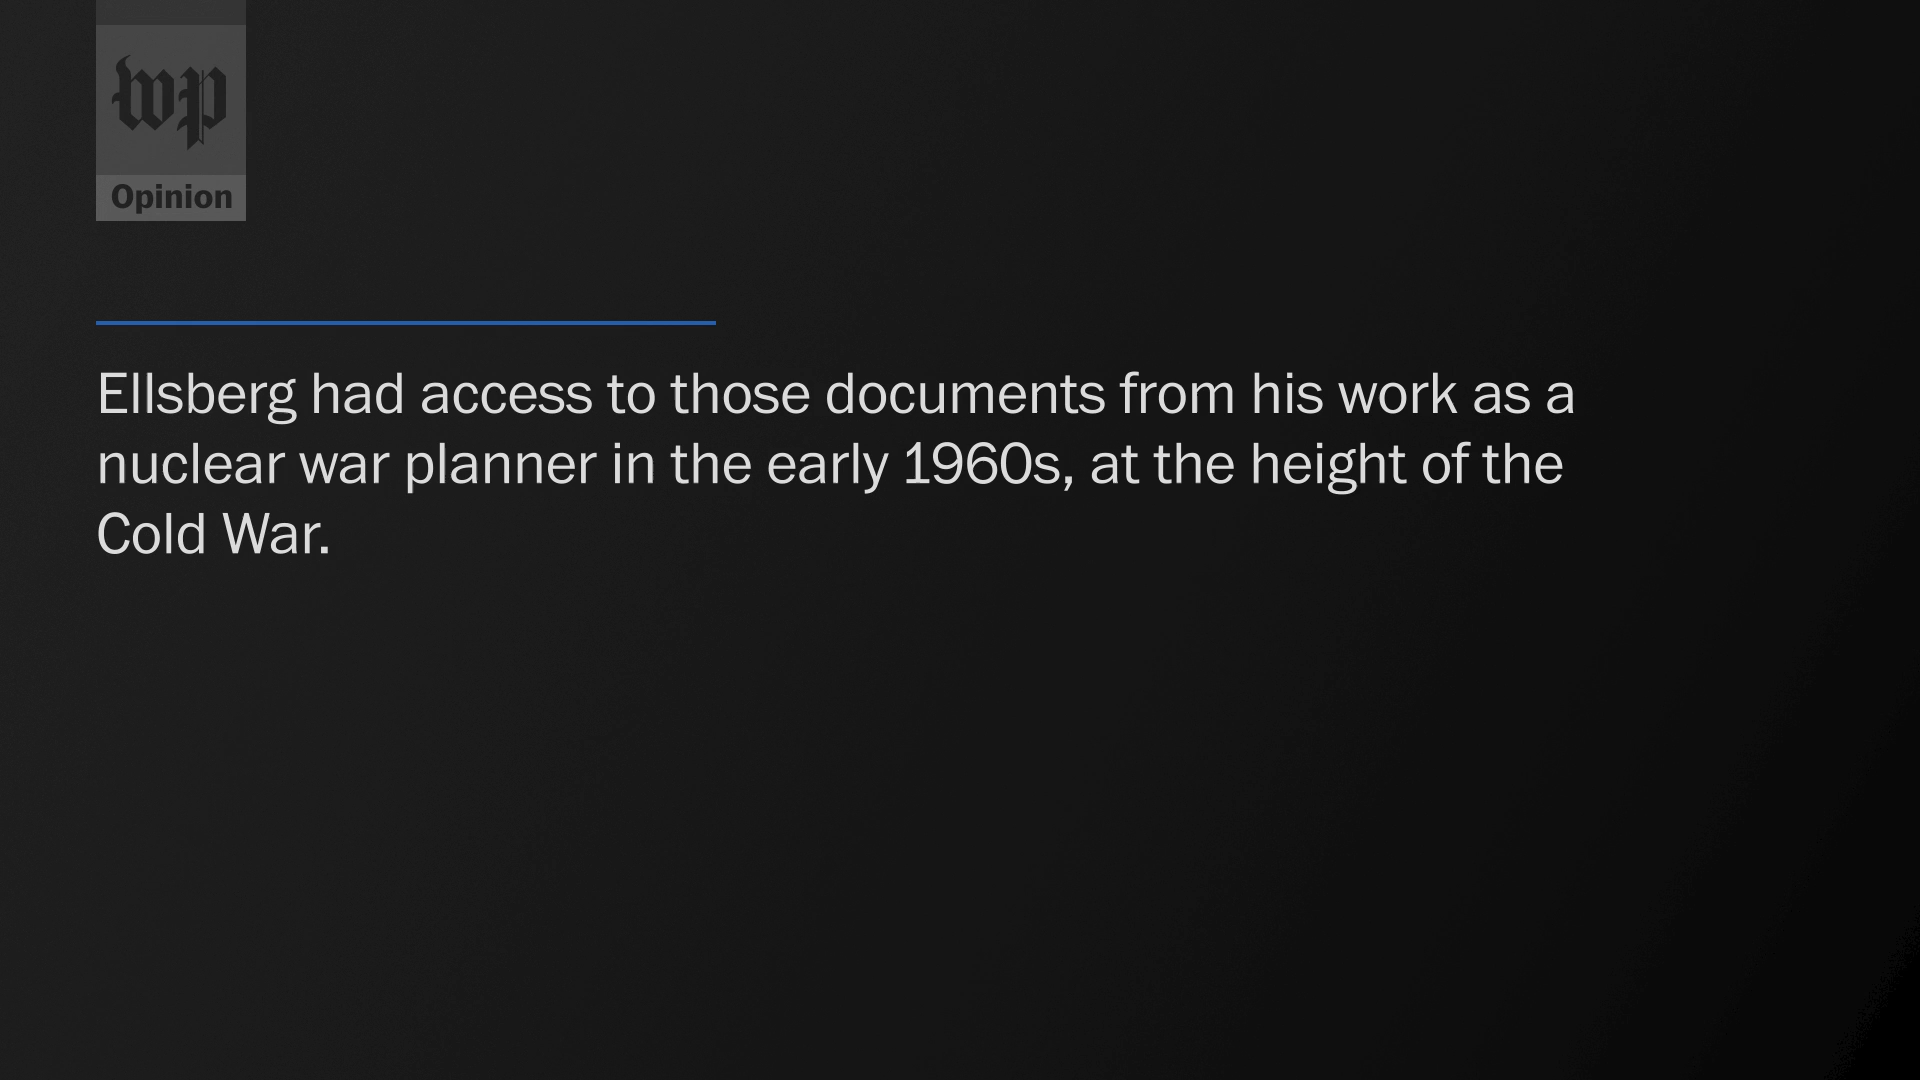 wp
Opinion
Ellsberg had access to those documents from his work as a
nuclear war planner in the early 1960s, at the height of the
Cold War.